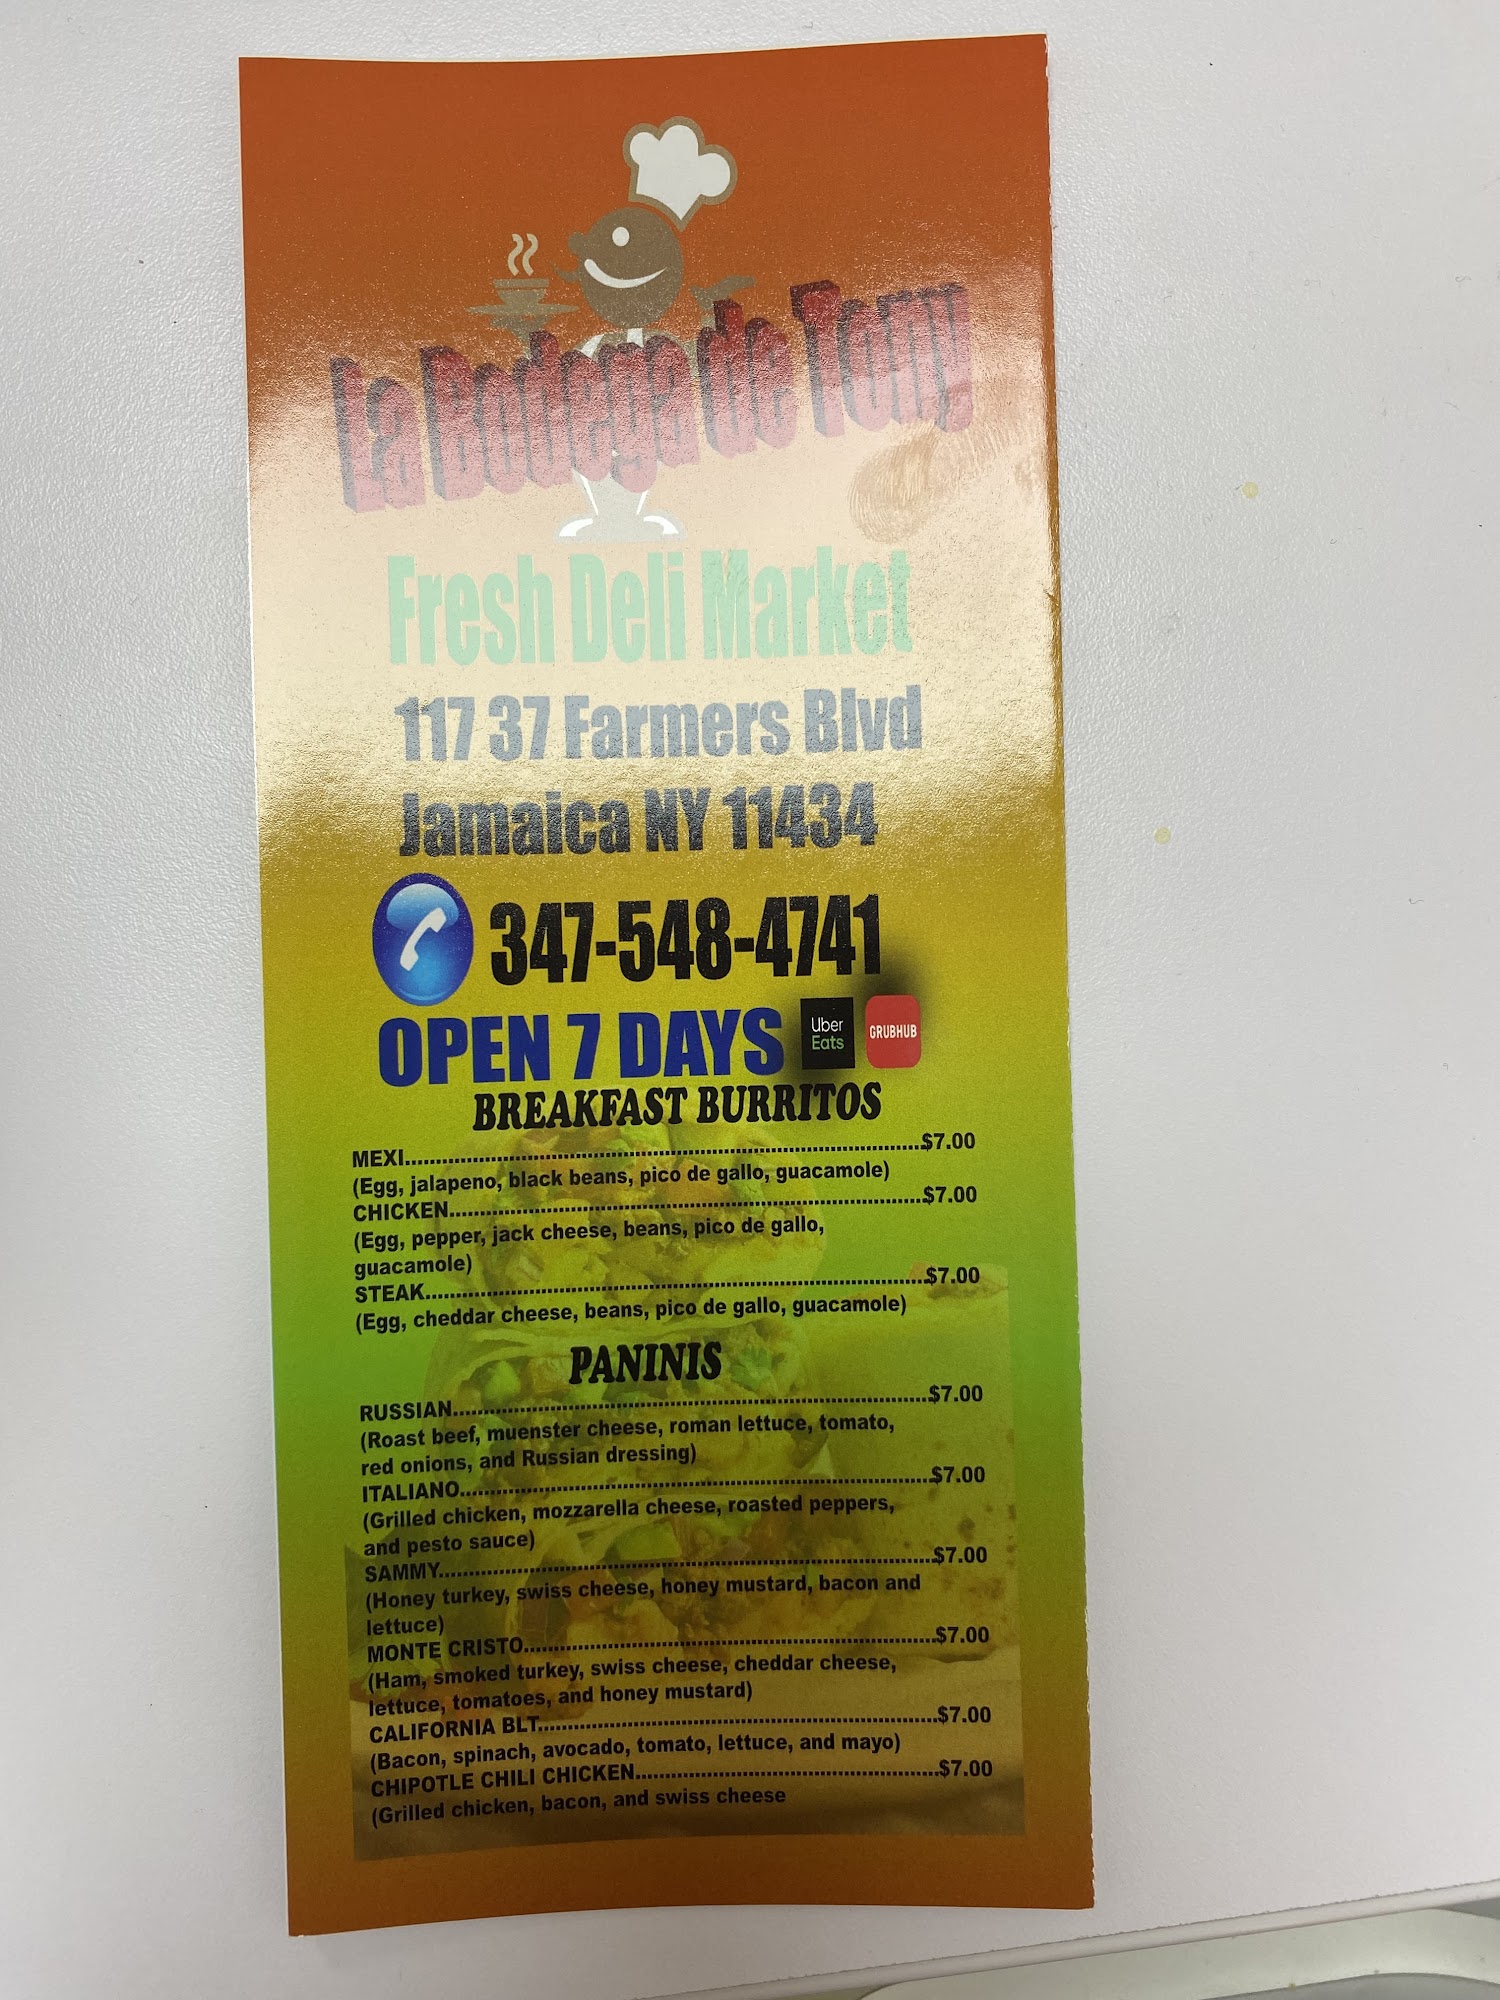 La Bodega de Tony
Fresh Deli Market
117 37 Farmers Blvd
Jamaica NY 11434
347-548-4741
OPEN 7 DAYS
Uber
Eats
GRUBHUB
BREAKFAST BURRITOS
MEXI..........$7.00
(Egg, jalapeno, black beans, pico de gallo, guacamole)
CHICKEN..........$7.00
(Egg, pepper, jack cheese, beans, pico de gallo,
guacamole)
STEAK..........$7.00
(Egg, cheddar cheese, beans, pico de gallo, guacamole)
PANINIS
RUSSIAN..........$7.00
(Roast beef, muenster cheese, roman lettuce, tomato,
red onions, and Russian dressing)
ITALIANO..........$7.00
(Grilled chicken, mozzarella cheese, roasted peppers,
and pesto sauce)
SAMMY..........$7.00
(Honey turkey, swiss cheese, honey mustard, bacon and
lettuce)
MONTE CRISTO..........$7.00
(Ham, smoked turkey, swiss cheese, cheddar cheese,
lettuce, tomatoes, and honey mustard)
CALIFORNIA BLT..........$7.00
(Bacon, spinach, avocado, tomato, lettuce, and mayo)
CHIPOTLE CHILI CHICKEN..........$7.00
(Grilled chicken, bacon, and swiss cheese